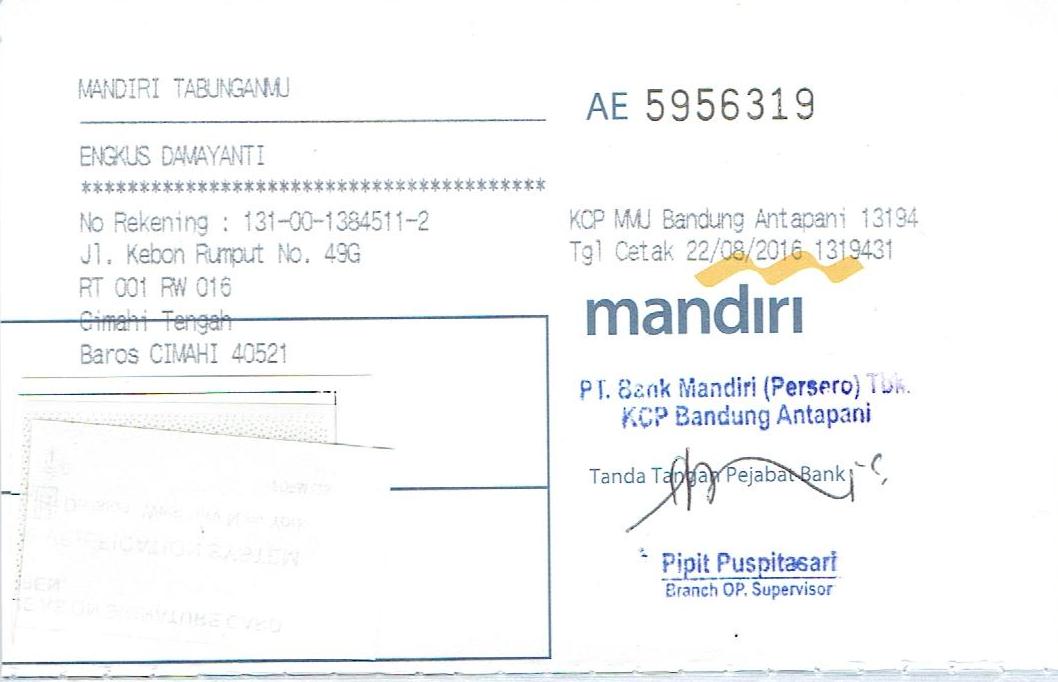 MANDIRI TABUNGANMU
AE 5956319
ENGKUS DAMAYANTI
****************************************
No Rekening : 131-00-1384511-2
Jl. Kebon Rumput No. 49G
RT 001 RW 016
Cimahi Tengah
Baros CIMAHI 40521
KCP MMU Bandung Antapani 13194
Tgl Cetak 22/08/2016 1319431
mandiri
PT. Bank Mandiri (Persero) Tbk.
KCP Bandung Antapani
Tanda Tangan Pejabat Bank
Pipit Puspitasari
Branch OP. Supervisor